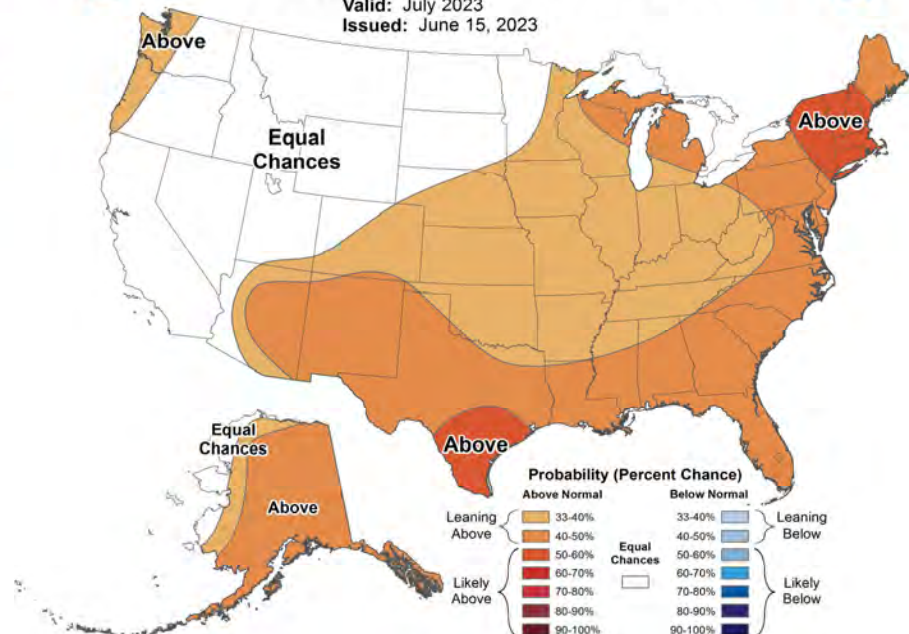 Valid: July 2023
Issued: June 15, 2023
Above
Above
Equal
Chances
Equal
Chances
Above
Above
Probability (Percent Chance)
Above Normal
Below Normal
Leaning
Above
33-40%
40-50%
Likely
Above
50-60%
60-70%
70-80%
80-90%
90-100%
Equal
Chances
33-40%
40-50%
Leaning
Below
50-60%
60-70%
70-80%
80-90%
90-100%
Likely
Below